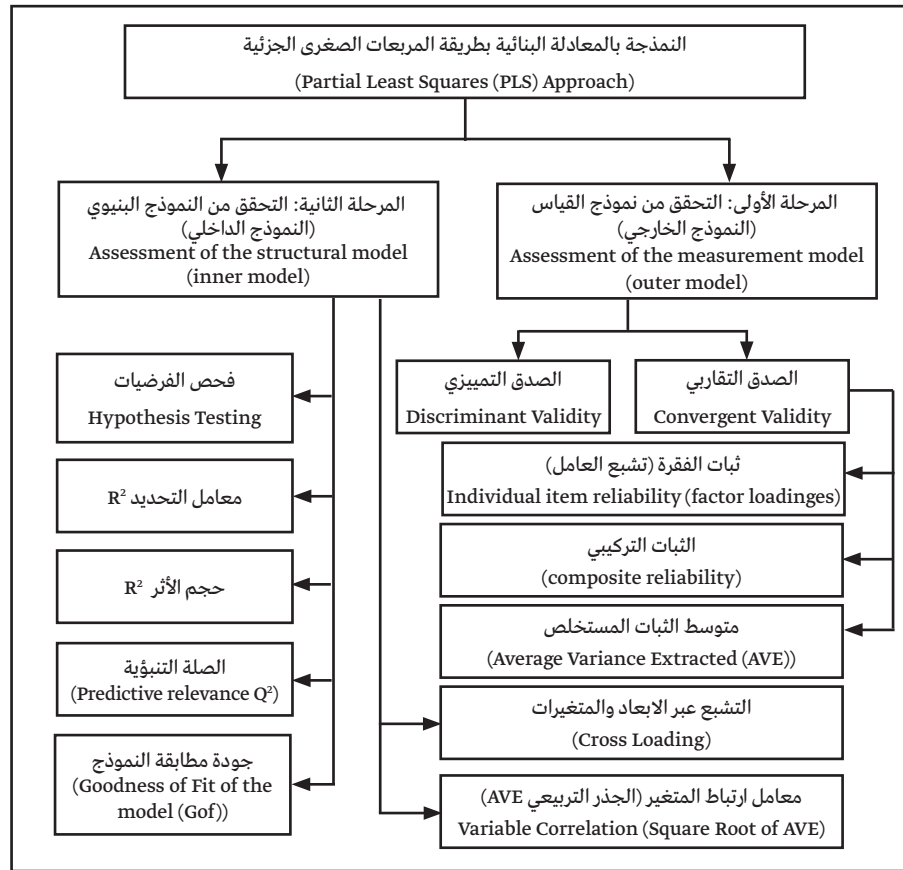 النمذجة بالمعادلة البنائية بطريقة المربعات الصغرى الجزئية
(Partial Least Squares (PLS) Approach)
المرحلة الأولى: التحقق من نموذج القياس
(النموذج الخارجي)
Assessment of the measurement model
(outer model)
المرحلة الثانية: التحقق من النموذج البنيوي
(النموذج الداخلي)
Assessment of the structural model
(inner model)
الصدق التقاربي
Convergent Validity
الصدق التمييزي
Discriminant Validity
ثبات الفقرة (تشبع العامل)
Individual item reliability (factor loadinges)
الثبات التركيبي
(composite reliability)
متوسط الثبات المستخلص
(Average Variance Extracted (AVE))
التشبع عبر الابعاد والمتغيرات
(Cross Loading)
معامل ارتباط المتغير (الجذر التربيعي AVE)
Variable Correlation (Square Root of AVE)
فحص الفرضيات
Hypothesis Testing
معامل التحديد R²
حجم الأثر R²
الصلة التنبؤية
(Predictive relevance Q²)
جودة مطابقة النموذج
(Goodness of Fit of the
model (Gof))